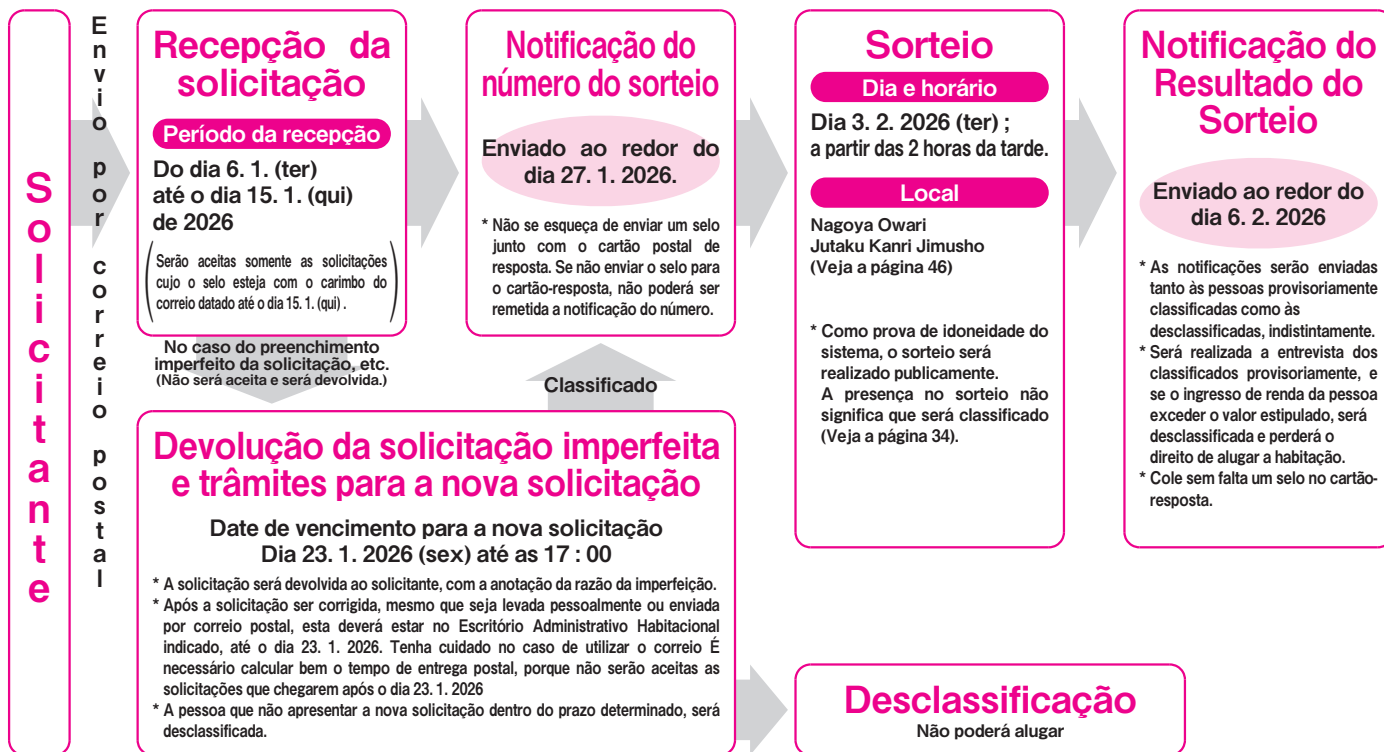 Solicitante
Envio por correio postal
Recepção da
solicitação
Período da recepção
Do dia 6. 1. (ter)
até o dia 15. 1. (qui)
de 2026
(Serão aceitas somente as solicitações
cujo o selo esteja com o carimbo do
correio datado até o dia 15. 1. (qui) .)
No caso do preenchimento
imperfeito da solicitação, etc.
(Não será aceita e será devolvida.)
Notificação do
número do sorteio
Enviado ao redor do
dia 27. 1. 2026.
* Não se esqueça de enviar um selo
junto com o cartão postal de
resposta. Se não enviar o selo para
o cartão-resposta, não poderá ser
remetida a notificação do número.
Classificado
Sorteio
Dia e horário
Dia 3. 2. 2026 (ter) ;
a partir das 2 horas da tarde.
Local
Nagoya Owari
Jutaku Kanri Jimusho
(Veja a página 46)
* Como prova de idoneidade do
sistema, o sorteio será
realizado publicamente.
A presença no sorteio não
significa que será classificado
(Veja a página 34).
Notificação do
Resultado do
Sorteio
Enviado ao redor do
dia 6. 2. 2026
* As notificações serão enviadas
tanto às pessoas provisoriamente
classificadas como às
desclassificadas, indistintamente.
* Será realizada a entrevista dos
classificados provisoriamente, e
se o ingresso de renda da pessoa
exceder o valor estipulado, será
desclassificada e perderá o
direito de alugar a habitação.
* Cole sem falta um selo no cartão-
resposta.
Devolução da solicitação imperfeita
e trâmites para a nova solicitação
Date de vencimento para a nova solicitação
Dia 23. 1. 2026 (sex) até as 17 : 00
* A solicitação será devolvida ao solicitante, com a anotação da razão da imperfeição.
* Após a solicitação ser corrigida, mesmo que seja levada pessoalmente ou enviada
por correio postal, esta deverá estar no Escritório Administrativo Habitacional
indicado, até o dia 23. 1. 2026. Tenha cuidado no caso de utilizar o correio É
necessário calcular bem o tempo de entrega postal, porque não serão aceitas as
solicitações que chegarem após o dia 23. 1. 2026
* A pessoa que não apresentar a nova solicitação dentro do prazo determinado, será
desclassificada.
Desclassificação
Não poderá alugar